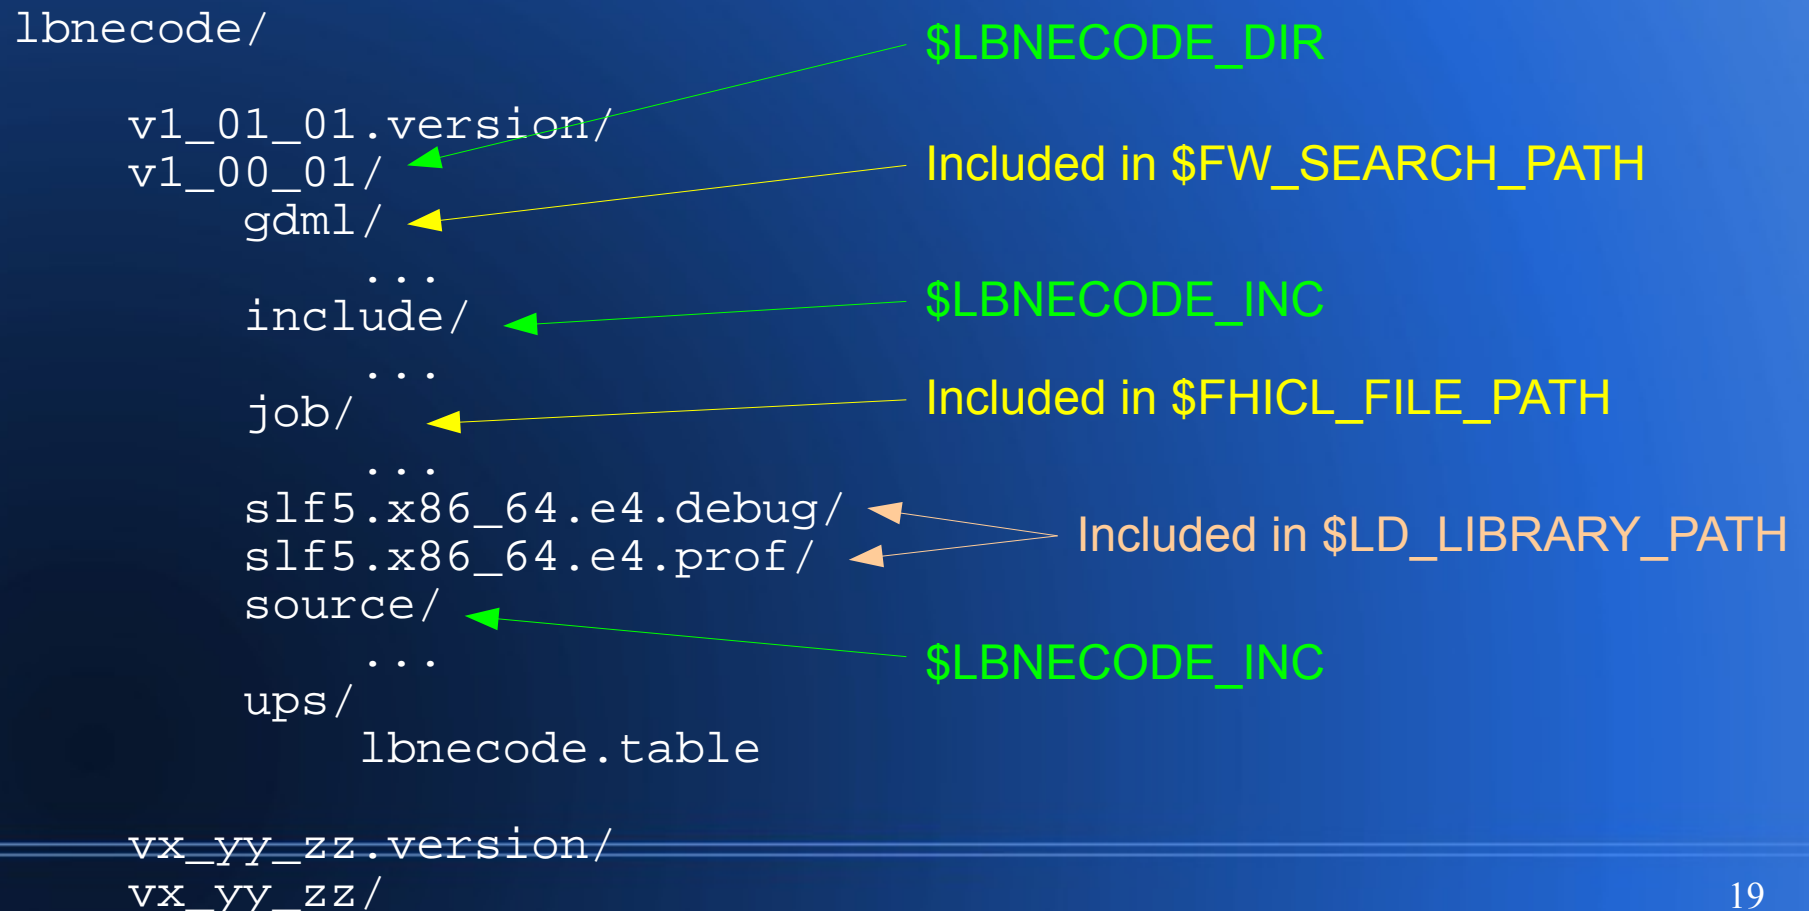 lbnecode/
$LBNECODE_DIR
v1_01_01.version/
v1_00_01/
Included in $FW_SEARCH_PATH
gdml/
...
$LBNECODE_INC
include/
...
Included in $FHICL_FILE_PATH
job/
...
slf5.x86_64.e4.debug/
Included in $LD_LIBRARY_PATH
slf5.x86_64.e4.prof/
source/
...
$LBNECODE_INC
ups/
lbnecode.table
vx_yy_zz.version/
vx_yy_zz/
19